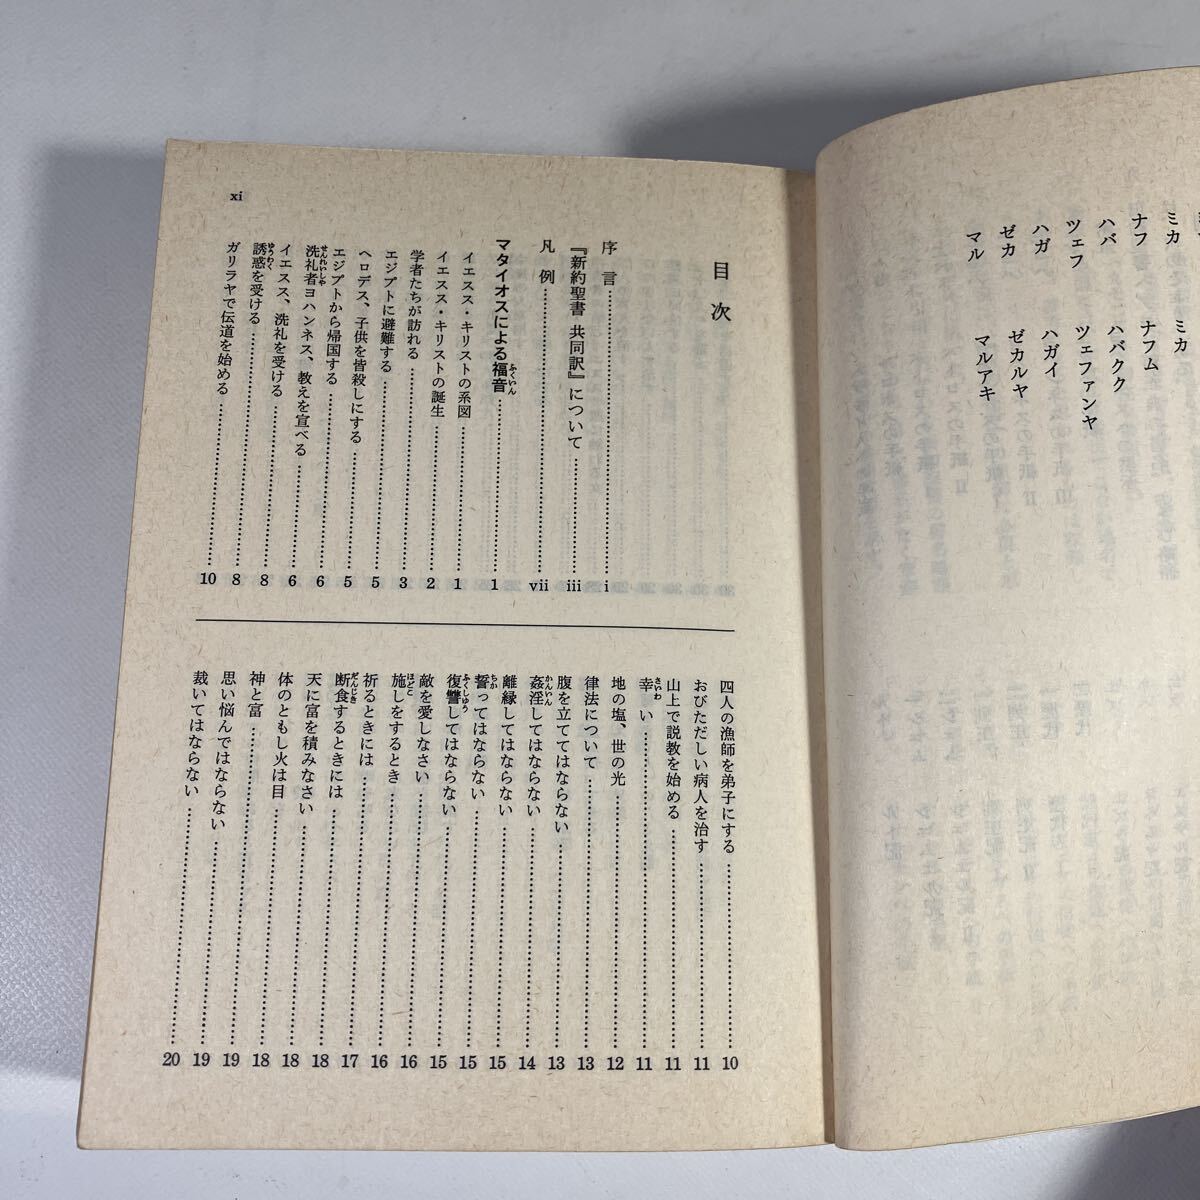 ミカ ミカ
ナフ ナフム
ハバ ハバクク
ツェフ ツェファンヤ
ハガ ハガイ
ゼカ ゼカルヤ
マル マルアキ
目次
序言……i
『新約聖書 共同訳』について……iii
凡例……vii
マタイオスによる福音……1
イエスス・キリストの系図……1
イエスス・キリストの誕生……2
学者たちが訪れる……3
エジプトに避難する……5
ヘロデス、子供を皆殺しにする……5
エジプトから帰国する……6
洗礼者ヨハンネス、教えを宣べる……6
イエスス、洗礼を受ける……8
誘惑を受ける……8
ガリラヤで伝道を始める……10
四人の漁師を弟子にする……10
おびただしい病人を治す……11
山上で説教を始める……11
幸い……11
地の塩、世の光……12
律法について……13
腹を立ててはならない……13
姦淫してはならない……14
離縁してはならない……15
誓ってはならない……15
復讐してはならない……15
敵を愛しなさい……16
施しをするとき……16
祈るときには……17
断食するときには……18
天に富を積みなさい……18
体のともし火は目……18
神と富……19
思い悩んではならない……19
裁いてはならない……20
xi